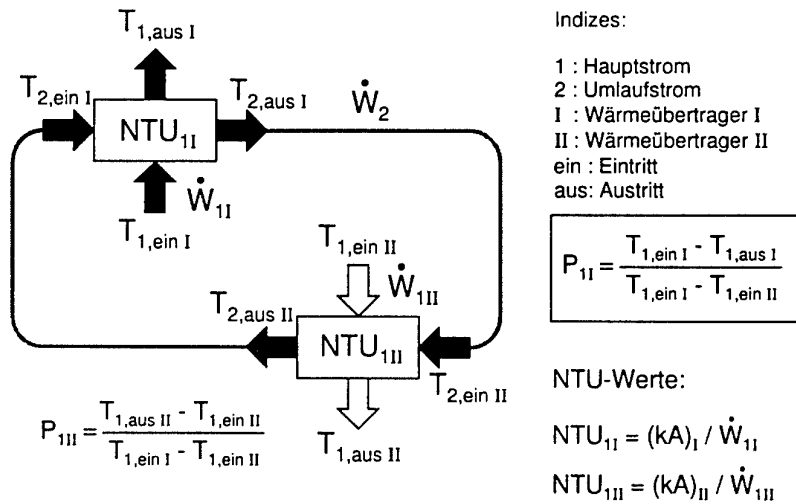 T1,aus I
T2,ein I
T2,aus I
Ẇ2
NTU1I
Ẇ1I
T1,ein I
T1,ein II
Ẇ1II
T2,aus II
NTU1II
T2,ein II
T1,aus II
P1II = (T1,aus II - T1,ein II) / (T1,ein I - T1,ein II)
Indizes:
1 : Hauptstrom
2 : Umlaufstrom
I : Wärmeübertrager I
II : Wärmeübertrager II
ein : Eintritt
aus: Austritt
P1I = (T1,ein I - T1,aus I) / (T1,ein I - T1,ein II)
NTU-Werte:
NTU1I = (kA)I / Ẇ1I
NTU1II = (kA)II / Ẇ1II